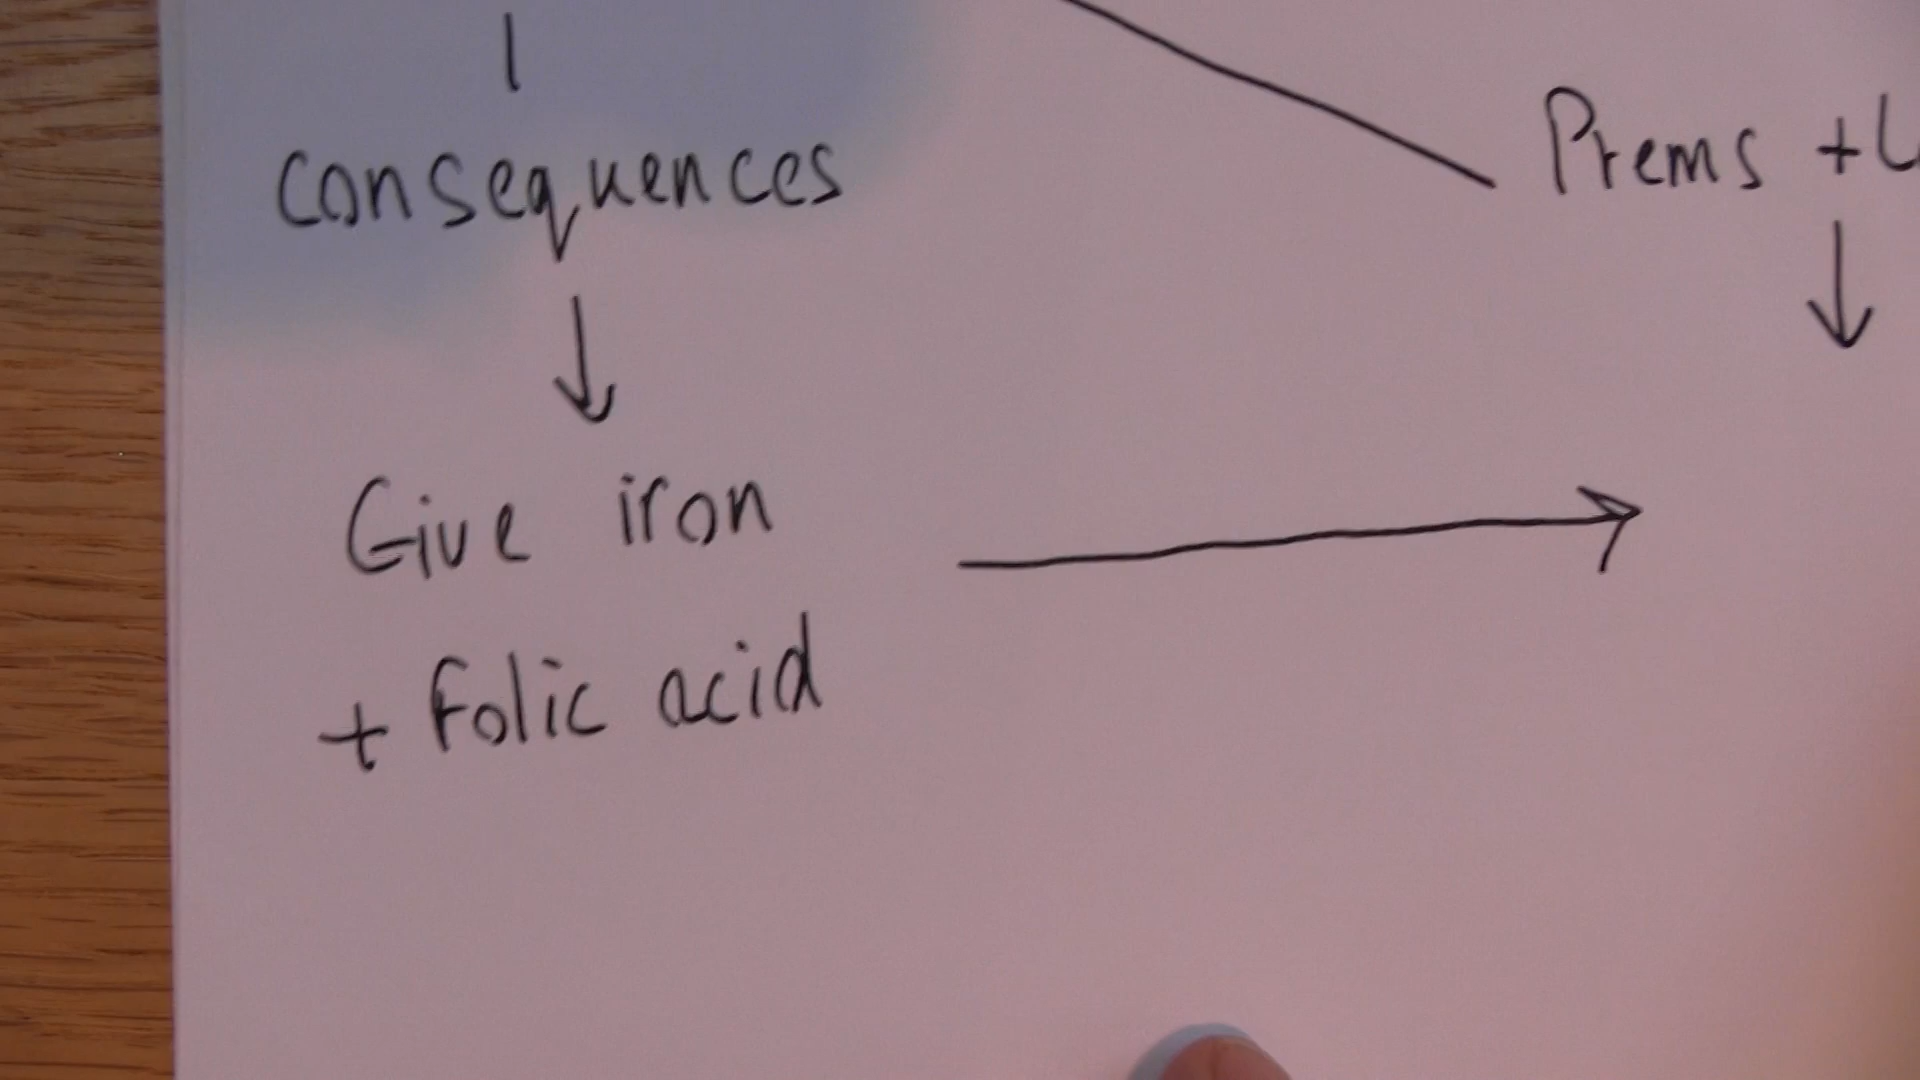 consequences
Prems +
Give iron
+ folic acid